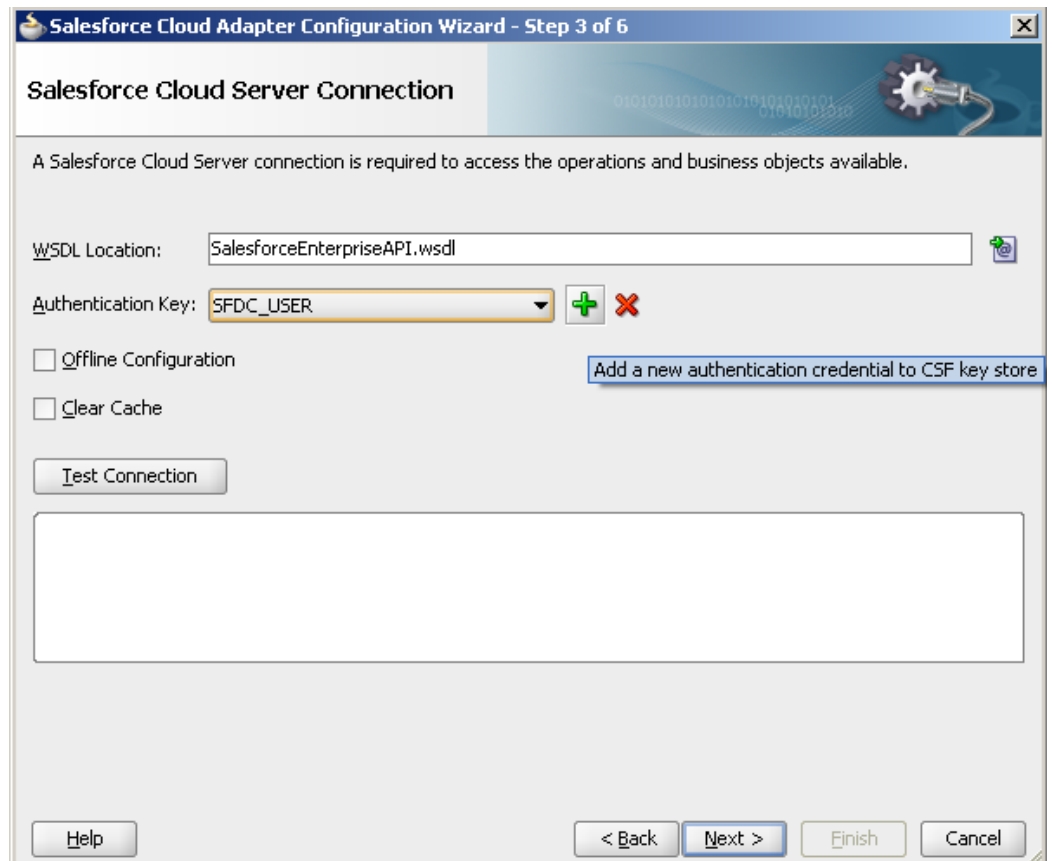 Salesforce Cloud Adapter Configuration Wizard - Step 3 of 6
Salesforce Cloud Server Connection
A Salesforce Cloud Server connection is required to access the operations and business objects available.
WSDL Location: SalesforceEnterpriseAPI.wsdl
Authentication Key: SFDC_USER
Offline Configuration
Add a new authentication credential to CSF key store
Clear Cache
Test Connection
Help < Back Next > Finish Cancel